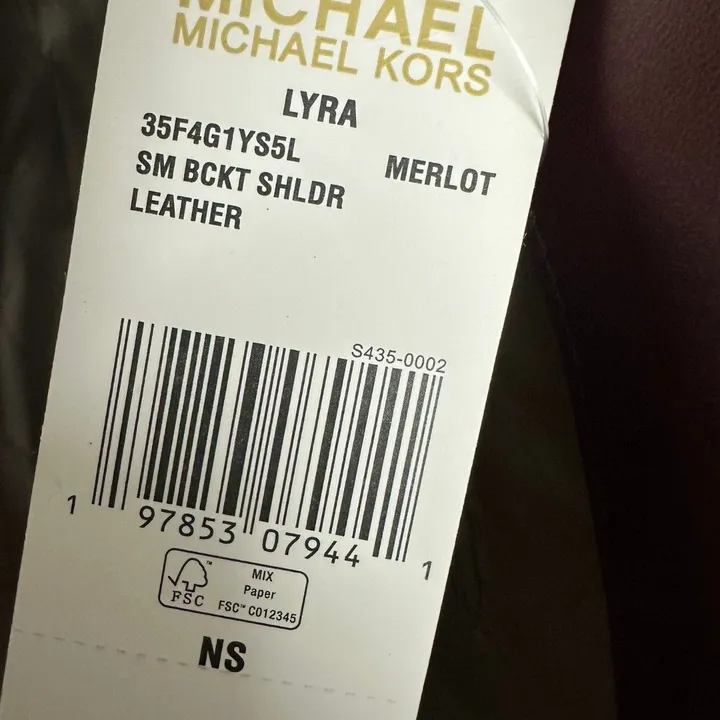 MICHAEL
MICHAEL KORS
LYRA
35F4G1YS5L
MERLOT
SM BCKT SHLDR
LEATHER
S435-0002
1 97853 07944 1
FSC™
MIX
Paper
FSC™ C012345
NS